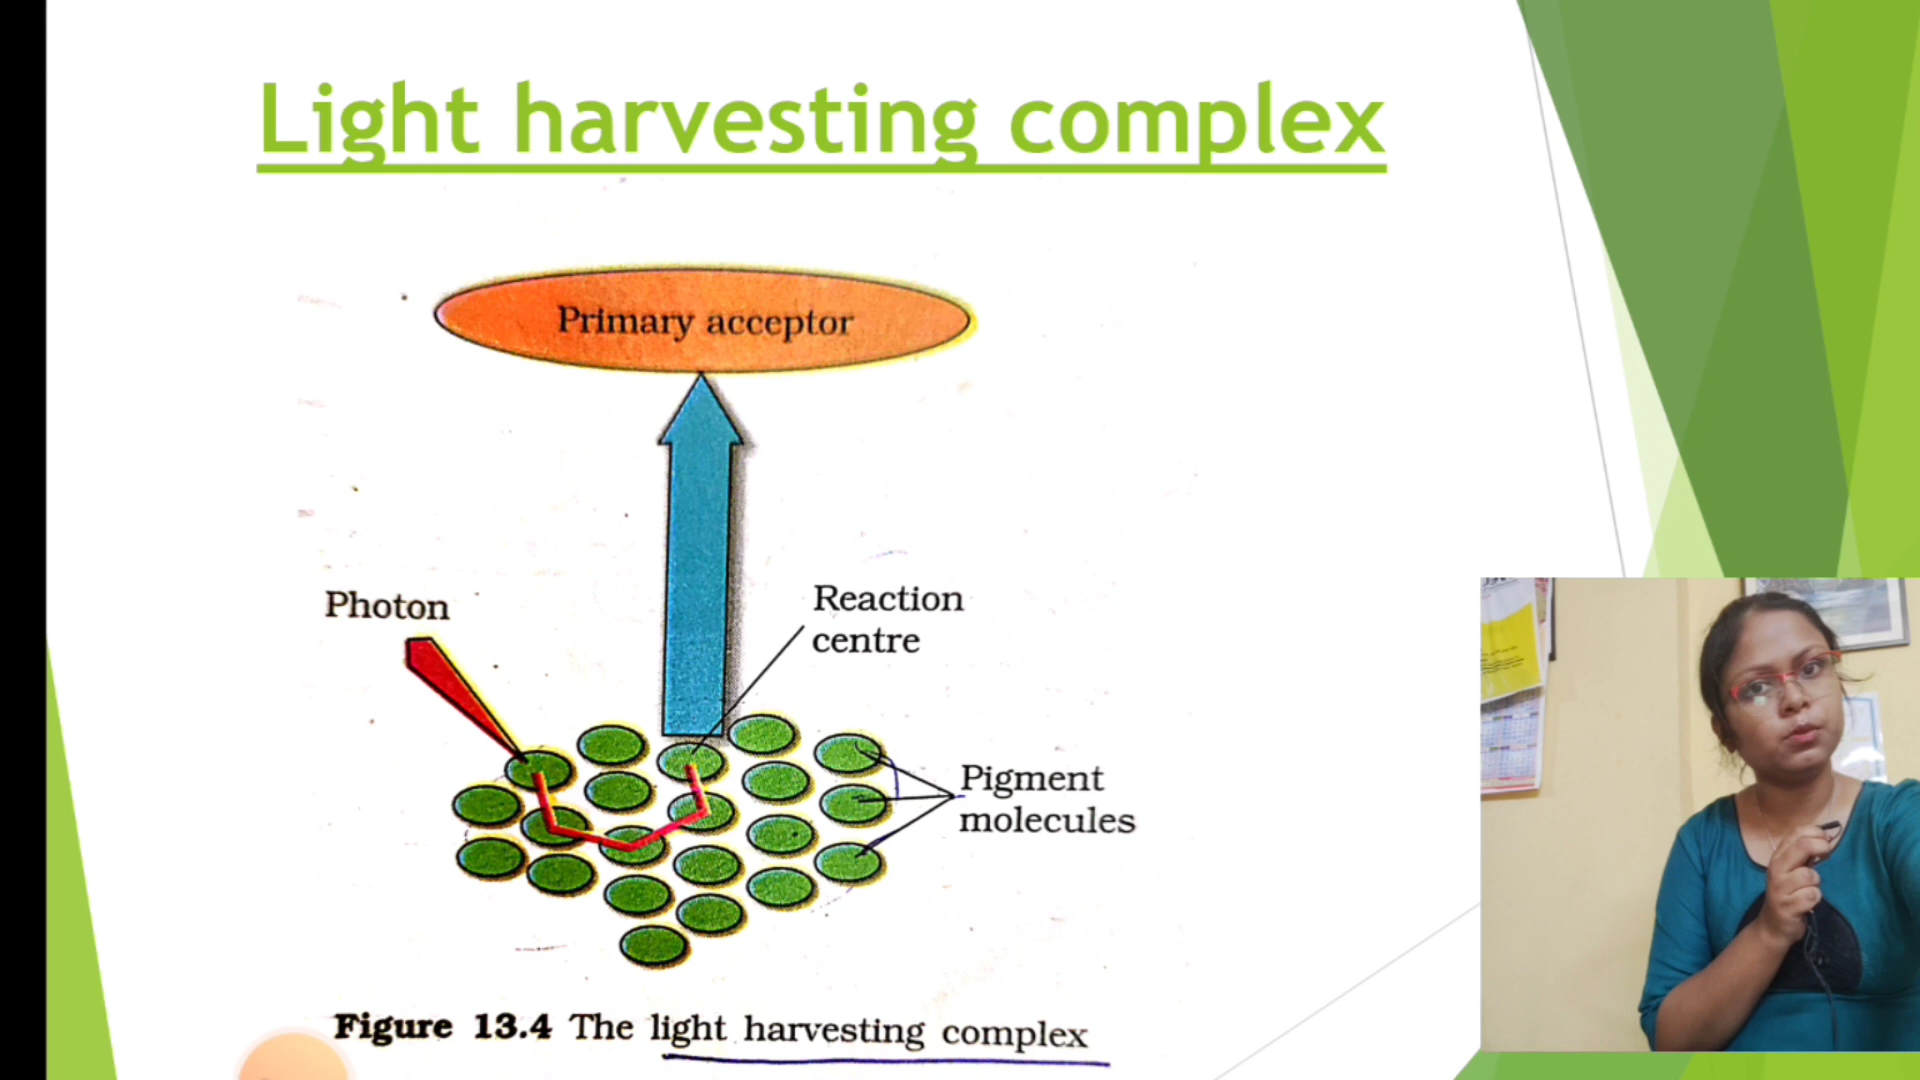 Light harvesting complex
Primary acceptor
Photon
Reaction
centre
Pigment
molecules
Figure 13.4 The light harvesting complex